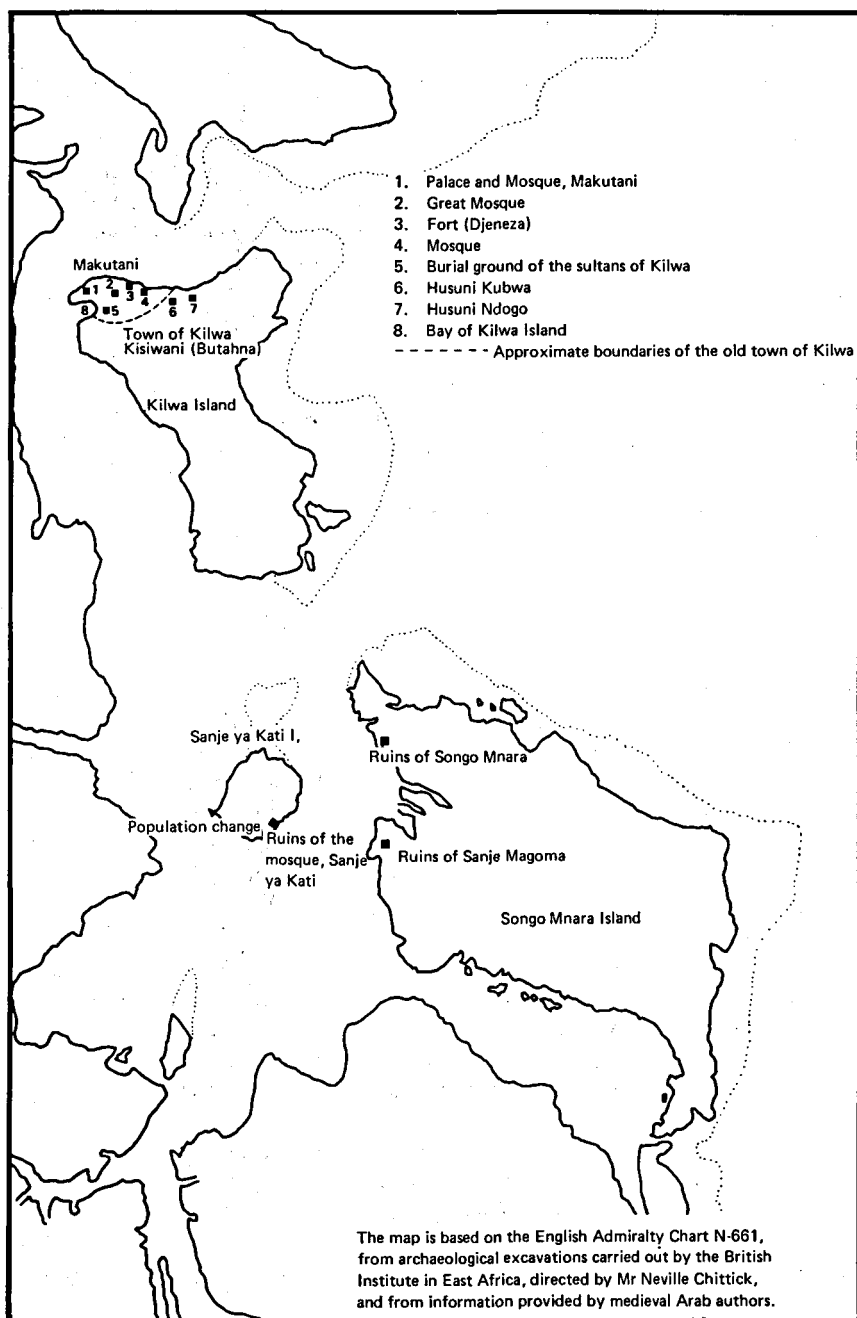 1. Palace and Mosque, Makutani
2. Great Mosque
3. Fort (Djeneza)
4. Mosque
5. Burial ground of the sultans of Kilwa
6. Husuni Kubwa
7. Husuni Ndogo
8. Bay of Kilwa Island
- - - - - - - - Approximate boundaries of the old town of Kilwa
Makutani
1 2 3 4
8 5 6 7
Town of Kilwa
Kisiwani (Butahna)
Kilwa Island
Sanje ya Kati I,
Ruins of Songo Mnara
Population change
Ruins of the
mosque, Sanje
ya Kati
Ruins of Sanje Magoma
Songo Mnara Island
The map is based on the English Admiralty Chart N-661,
from archaeological excavations carried out by the British
Institute in East Africa, directed by Mr Neville Chittick,
and from information provided by medieval Arab authors.